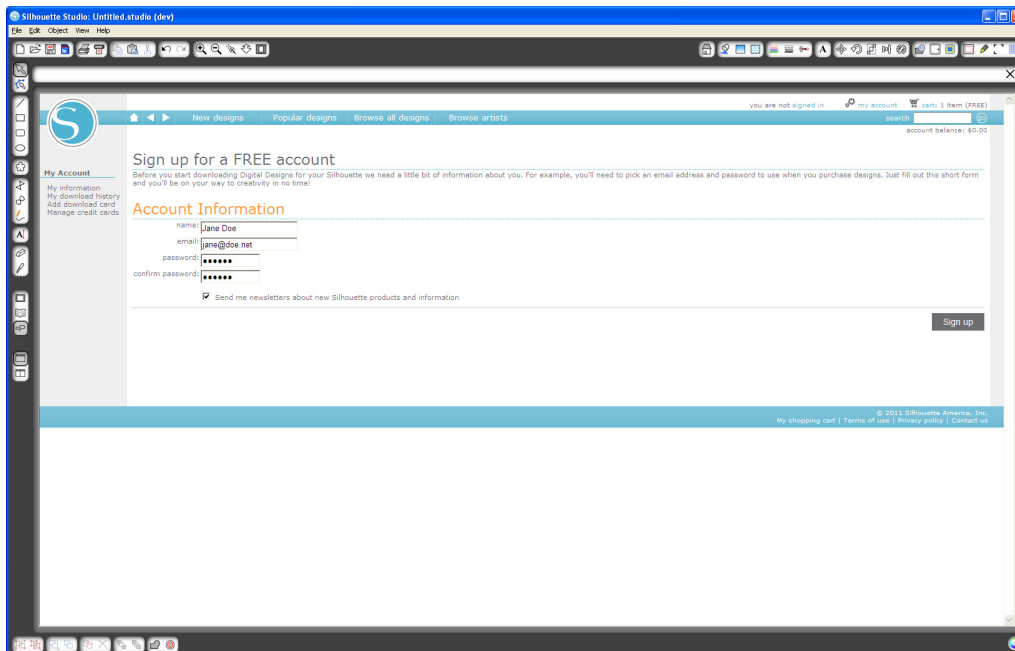 Silhouette Studio: Untitled.studio (dev)
File Edit Object View Help
you are not signed in my account cart: 1 item (FREE)
New designs Popular designs Browse all designs Browse artists search go
account balance: $0.00
S
Sign up for a FREE account
Before you start downloading Digital Designs for your Silhouette we need a little bit of information about you. For example, you'll need to pick an email address and password to use when you purchase designs. Just fill out this short form
and you'll be on your way to creativity in no time!
My Account
My information
My download history
Add download card
Manage credit cards
Account Information
name: Jane Doe
email: jane@doe.net
password: ••••••
confirm password: ••••••
Send me newsletters about new Silhouette products and information
Sign up
© 2011 Silhouette America, Inc.
My shopping cart | Terms of use | Privacy policy | Contact us